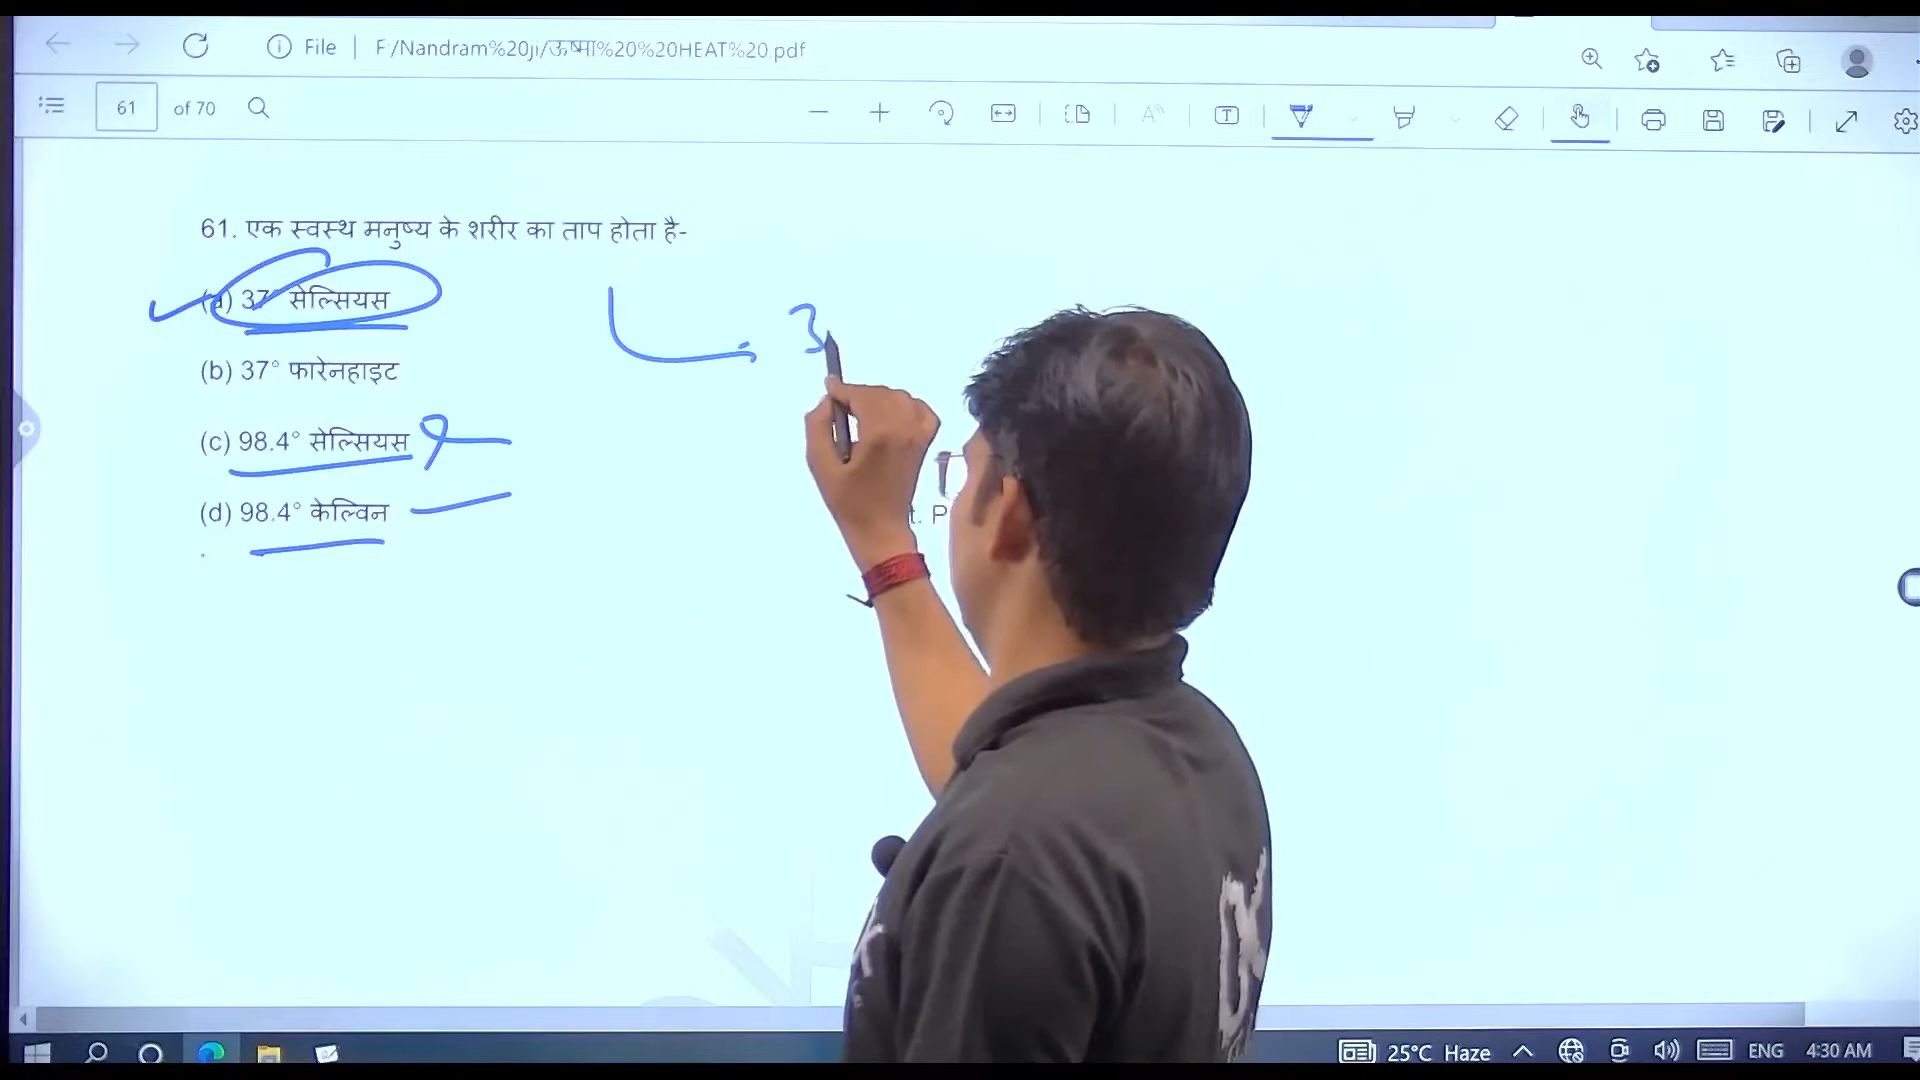 File | F:/Nandram%20ji/ऊष्मा%20%20HEAT%20.pdf
61 of 70
61. एक स्वस्थ मनुष्य के शरीर का ताप होता है-
(a) 37° सेल्सियस
3
(b) 37° फारेनहाइट
(c) 98.4° सेल्सियस
(d) 98.4° केल्विन
t. P
25°C Haze ENG 4:30 AM